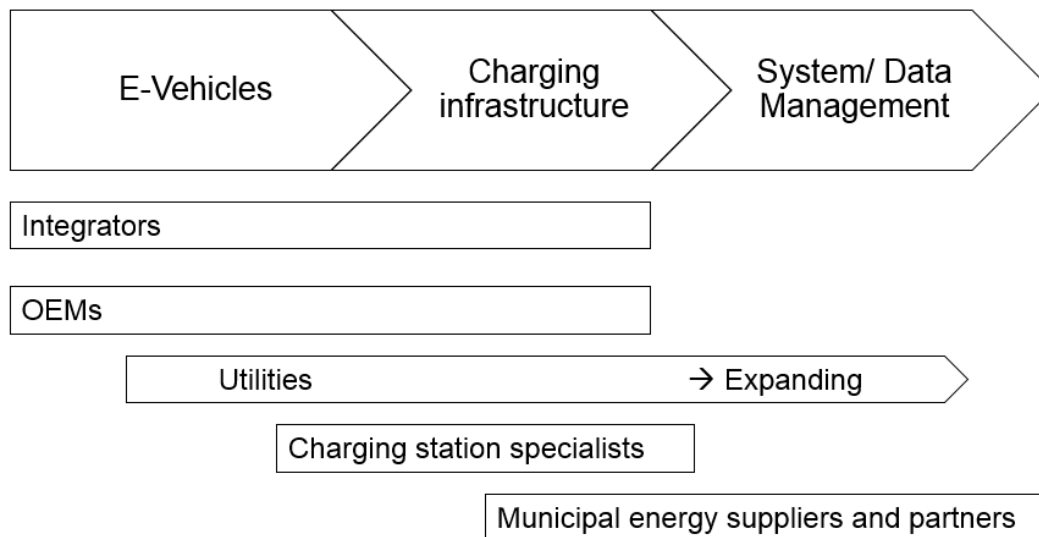 E-Vehicles
Charging
infrastructure
System/ Data
Management
Integrators
OEMs
Utilities → Expanding
Charging station specialists
Municipal energy suppliers and partners